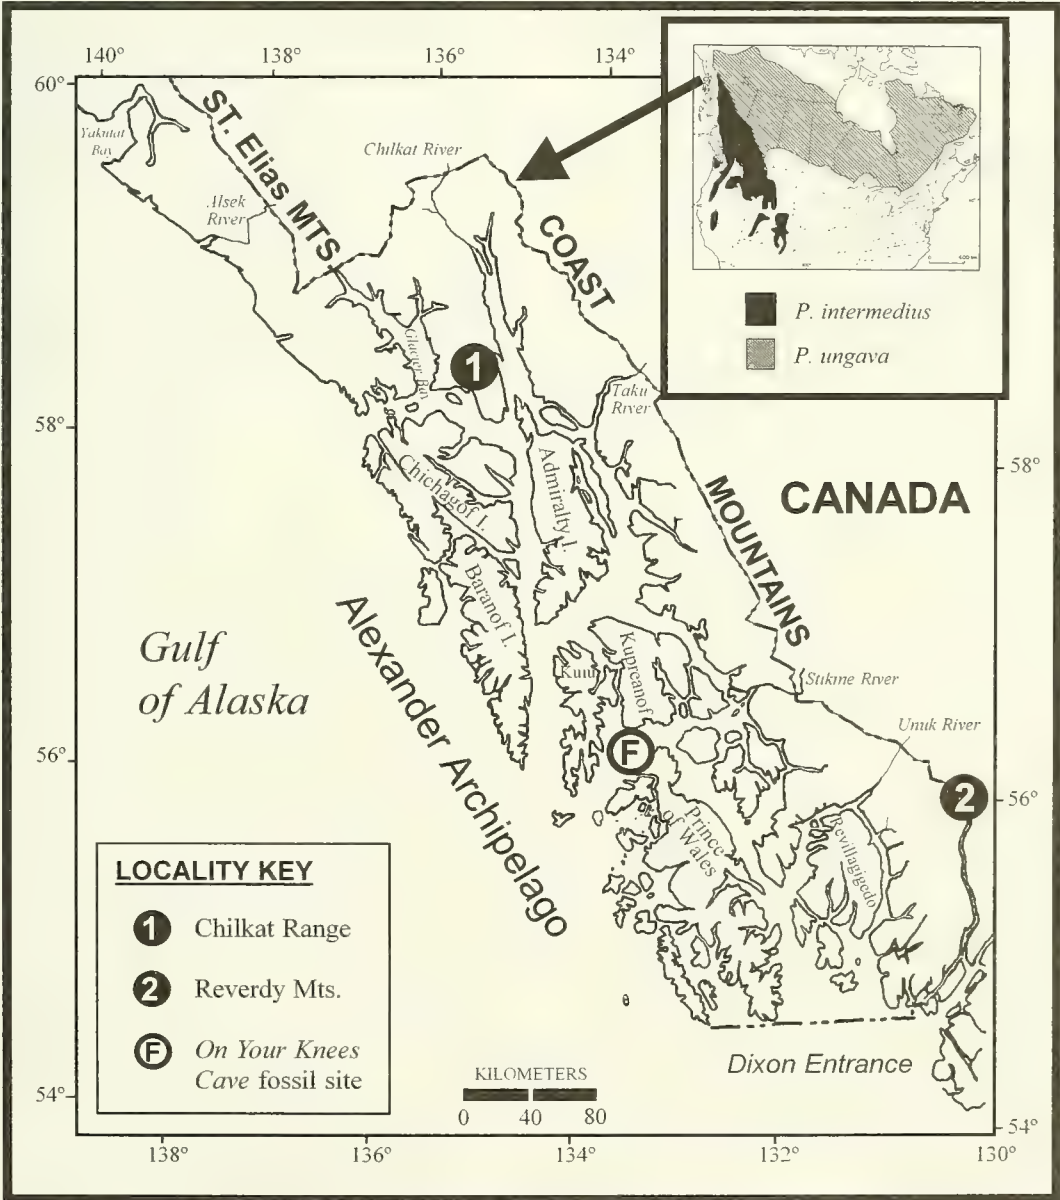 140°
138°
136°
134°
60°
ST. Elias MTS.
Yakutat
Bay
Chilkat River
Alsek
River
COAST
P. intermedius
P. ungava
Glacier Bay
1
Taku
River
58°
58°
Chichagof I.
Admiralty I.
MOUNTAINS
CANADA
Baranof I.
Gulf
of Alaska
Alexander Archipelago
Kuiu
Kupreanof
Stikine River
Unuk River
56°
F
2
56°
Prince
of Wales
Revillagigedo
LOCALITY KEY
1 Chilkat Range
2 Reverdy Mts.
F On Your Knees
Cave fossil site
KILOMETERS
0 40 80
Dixon Entrance
54°
54°
138°
136°
134°
132°
130°